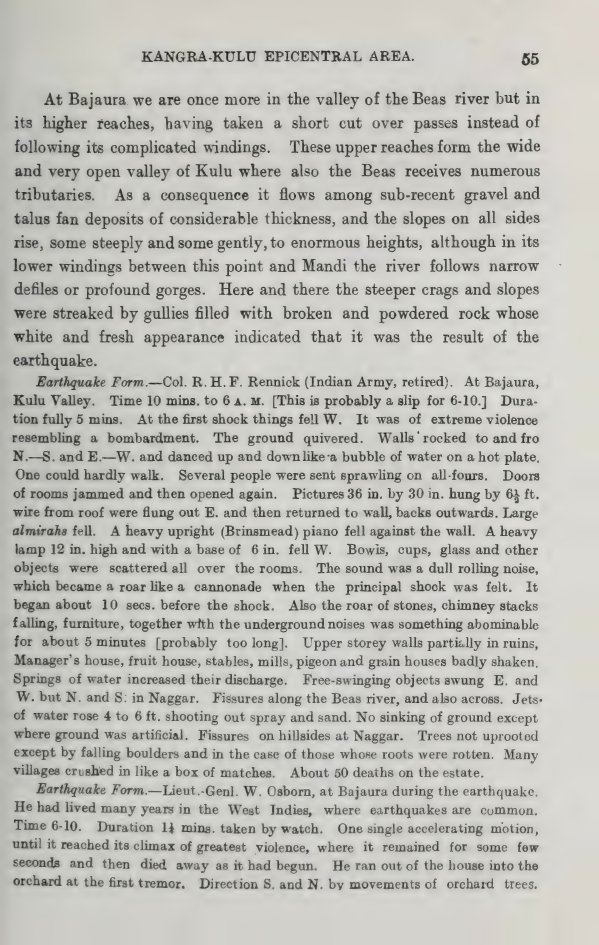 KANGRA-KULU EPICENTRAL AREA. 55
At Bajaura we are once more in the valley of the Beas river but in
its higher reaches, having taken a short cut over passes instead of
following its complicated windings. These upper reaches form the wide
and very open valley of Kulu where also the Beas receives numerous
tributaries. As a consequence it flows among sub-recent gravel and
talus fan deposits of considerable thickness, and the slopes on all sides
rise, some steeply and some gently, to enormous heights, although in its
lower windings between this point and Mandi the river follows narrow
defiles or profound gorges. Here and there the steeper crags and slopes
were streaked by gullies filled with broken and powdered rock whose
white and fresh appearance indicated that it was the result of the
earthquake.
Earthquake Form.—Col. R. H. F. Rennick (Indian Army, retired). At Bajaura,
Kulu Valley. Time 10 mins. to 6 A. M. [This is probably a slip for 6-10.] Dura-
tion fully 5 mins. At the first shock things fell W. It was of extreme violence
resembling a bombardment. The ground quivered. Walls rocked to and fro
N.—S. and E.—W. and danced up and down like a bubble of water on a hot plate.
One could hardly walk. Several people were sent sprawling on all-fours. Doors
of rooms jammed and then opened again. Pictures 36 in. by 30 in. hung by 6½ ft.
wire from roof were flung out E. and then returned to wall, backs outwards. Large
almirahs fell. A heavy upright (Brinsmead) piano fell against the wall. A heavy
lamp 12 in. high and with a base of 6 in. fell W. Bowls, cups, glass and other
objects were scattered all over the rooms. The sound was a dull rolling noise,
which became a roar like a cannonade when the principal shock was felt. It
began about 10 secs. before the shock. Also the roar of stones, chimney stacks
falling, furniture, together with the underground noises was something abominable
for about 5 minutes [probably too long]. Upper storey walls partially in ruins,
Manager's house, fruit house, stables, mills, pigeon and grain houses badly shaken.
Springs of water increased their discharge. Free-swinging objects swung E. and
W. but N. and S. in Naggar. Fissures along the Beas river, and also across. Jets
of water rose 4 to 6 ft. shooting out spray and sand. No sinking of ground except
where ground was artificial. Fissures on hillsides at Naggar. Trees not uprooted
except by falling boulders and in the case of those whose roots were rotten. Many
villages crushed in like a box of matches. About 50 deaths on the estate.
Earthquake Form.—Lieut.-Genl. W. Osborn, at Bajaura during the earthquake.
He had lived many years in the West Indies, where earthquakes are common.
Time 6-10. Duration 1½ mins. taken by watch. One single accelerating motion,
until it reached its climax of greatest violence, where it remained for some few
seconds and then died away as it had begun. He ran out of the house into the
orchard at the first tremor. Direction S. and N. by movements of orchard trees.